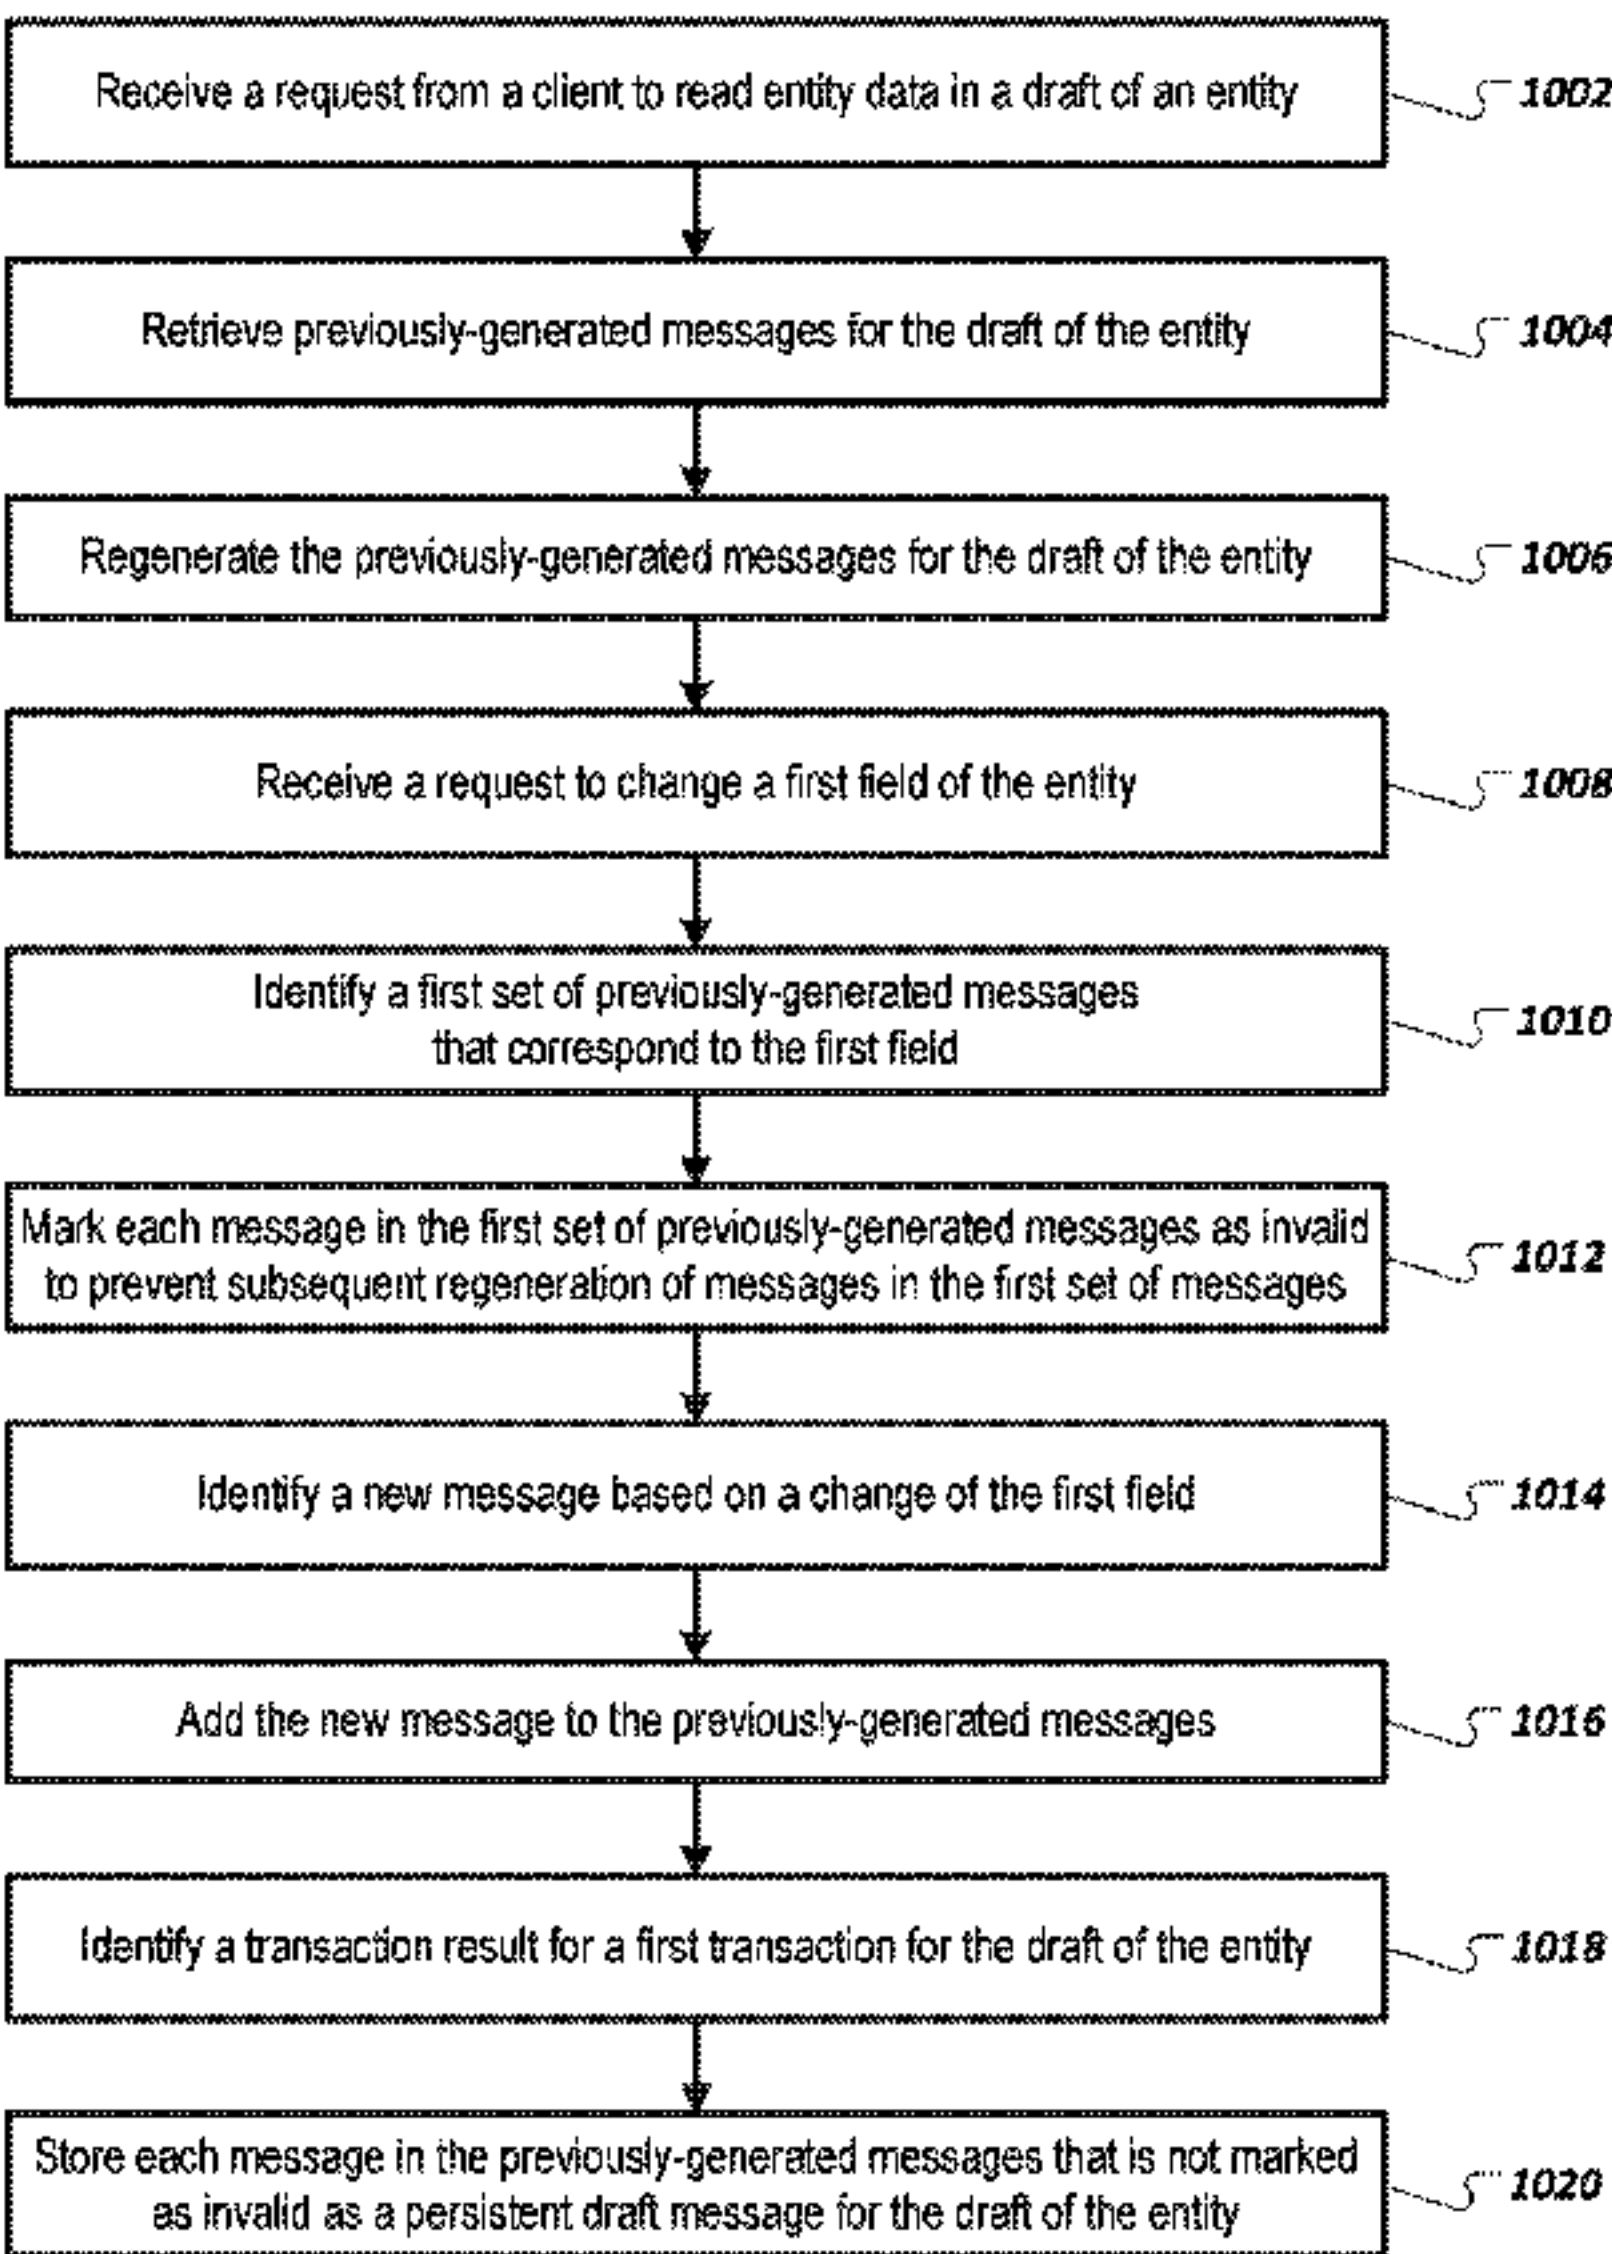 Receive a request from a client to read entity data in a draft of an entity
1002
Retrieve previously-generated messages for the draft of the entity
1004
Regenerate the previously-generated messages for the draft of the entity
1006
Receive a request to change a first field of the entity
1008
Identify a first set of previously-generated messages
that correspond to the first field
1010
Mark each message in the first set of previously-generated messages as invalid
to prevent subsequent regeneration of messages in the first set of messages
1012
Identify a new message based on a change of the first field
1014
Add the new message to the previously-generated messages
1016
Identify a transaction result for a first transaction for the draft of the entity
1018
Store each message in the previously-generated messages that is not marked
as invalid as a persistent draft message for the draft of the entity
1020